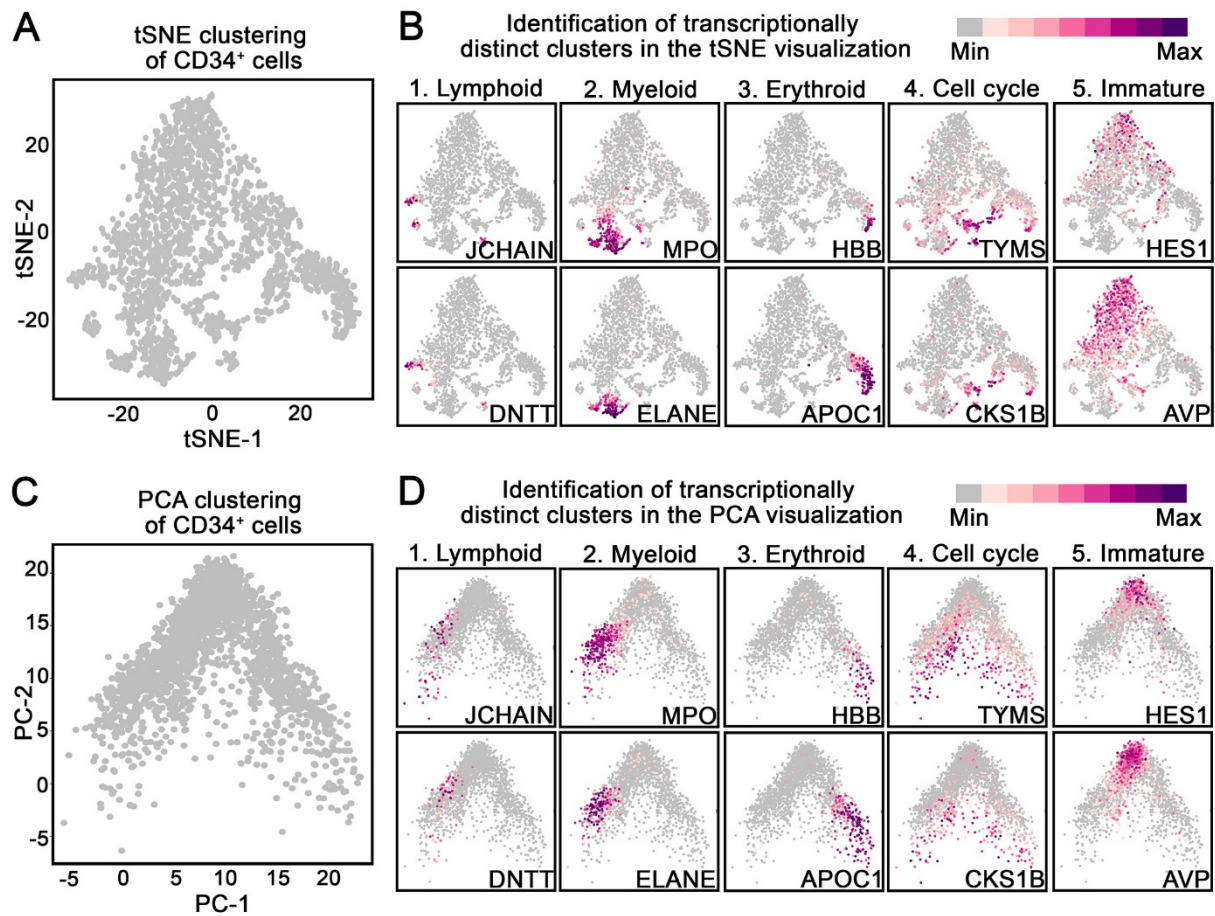 A
tSNE clustering
of CD34⁺ cells
tSNE-2
20
0
-20
-20 0 20
tSNE-1
B
Identification of transcriptionally
distinct clusters in the tSNE visualization
Min Max
1. Lymphoid 2. Myeloid 3. Erythroid 4. Cell cycle 5. Immature
JCHAIN MPO HBB TYMS HES1
DNTT ELANE APOC1 CKS1B AVP
C
PCA clustering
of CD34⁺ cells
PC-2
20
15
10
5
0
-5
-5 0 5 10 15 20
PC-1
D
Identification of transcriptionally
distinct clusters in the PCA visualization
Min Max
1. Lymphoid 2. Myeloid 3. Erythroid 4. Cell cycle 5. Immature
JCHAIN MPO HBB TYMS HES1
DNTT ELANE APOC1 CKS1B AVP